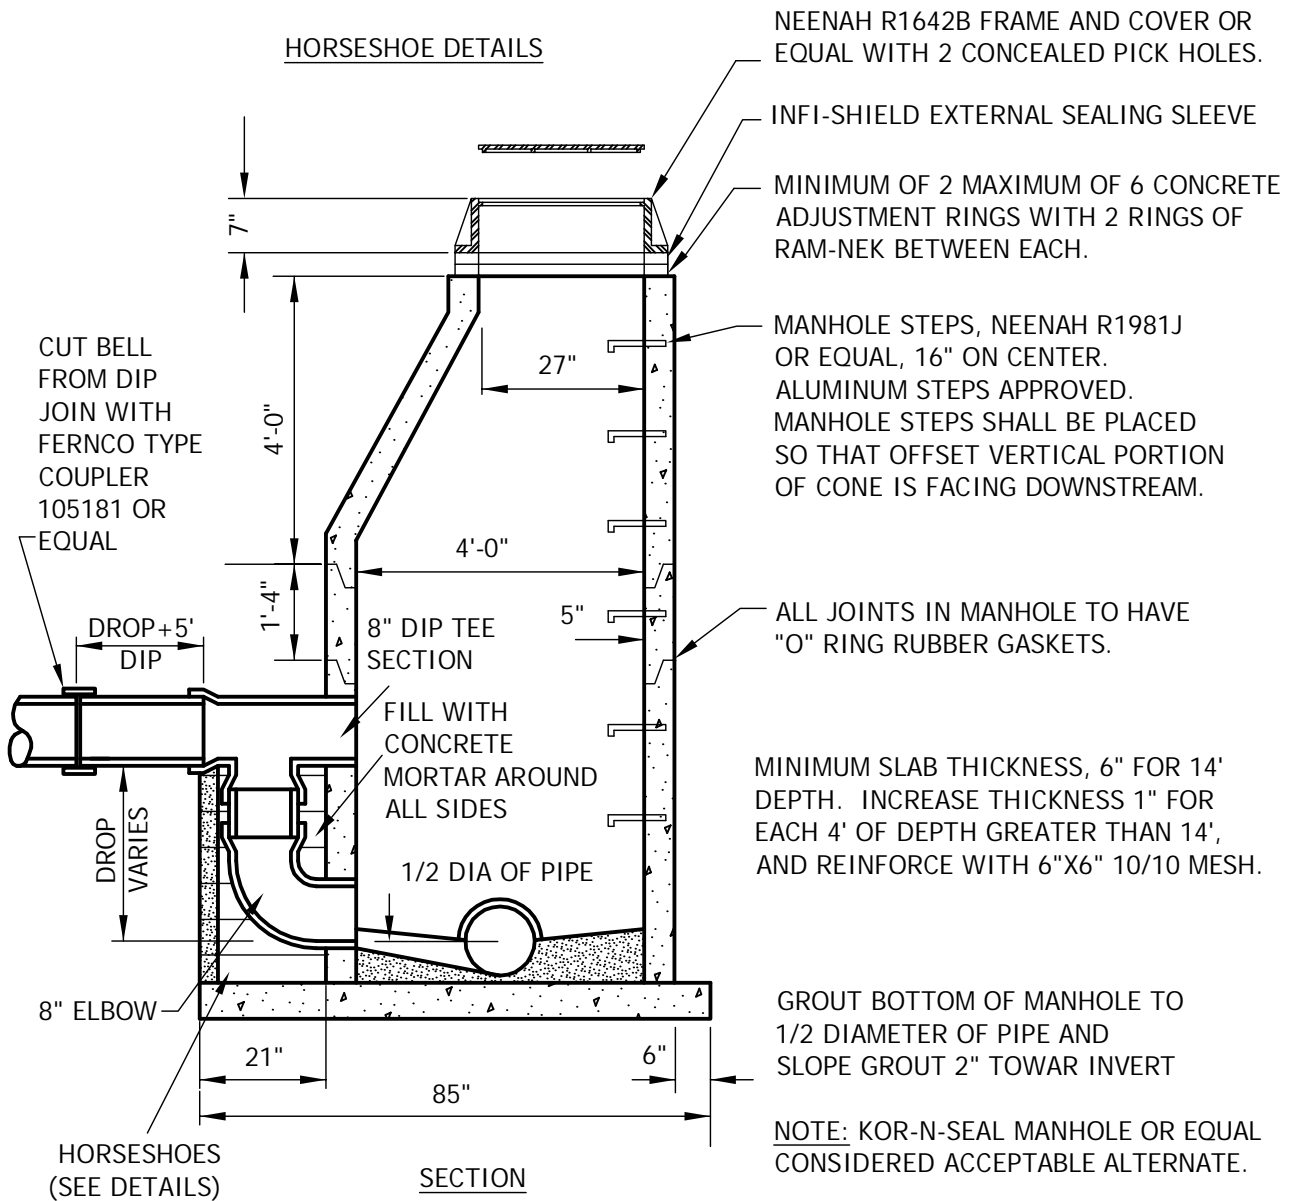 HORSESHOE DETAILS
NEENAH R1642B FRAME AND COVER OR
EQUAL WITH 2 CONCEALED PICK HOLES.
INFI-SHIELD EXTERNAL SEALING SLEEVE
MINIMUM OF 2 MAXIMUM OF 6 CONCRETE
ADJUSTMENT RINGS WITH 2 RINGS OF
RAM-NEK BETWEEN EACH.
7"
MANHOLE STEPS, NEENAH R1981J
OR EQUAL, 16" ON CENTER.
ALUMINUM STEPS APPROVED.
MANHOLE STEPS SHALL BE PLACED
SO THAT OFFSET VERTICAL PORTION
OF CONE IS FACING DOWNSTREAM.
CUT BELL
FROM DIP
JOIN WITH
FERNCO TYPE
COUPLER
105181 OR
EQUAL
27"
4'-0"
4'-0"
1'-4"
5"
ALL JOINTS IN MANHOLE TO HAVE
"O" RING RUBBER GASKETS.
DROP+5'
DIP
8" DIP TEE
SECTION
FILL WITH
CONCRETE
MORTAR AROUND
ALL SIDES
MINIMUM SLAB THICKNESS, 6" FOR 14'
DEPTH. INCREASE THICKNESS 1" FOR
EACH 4' OF DEPTH GREATER THAN 14',
AND REINFORCE WITH 6"X6" 10/10 MESH.
DROP
VARIES
1/2 DIA OF PIPE
8" ELBOW
GROUT BOTTOM OF MANHOLE TO
1/2 DIAMETER OF PIPE AND
SLOPE GROUT 2" TOWAR INVERT
21"
6"
85"
HORSESHOES
(SEE DETAILS)
SECTION
NOTE: KOR-N-SEAL MANHOLE OR EQUAL
CONSIDERED ACCEPTABLE ALTERNATE.